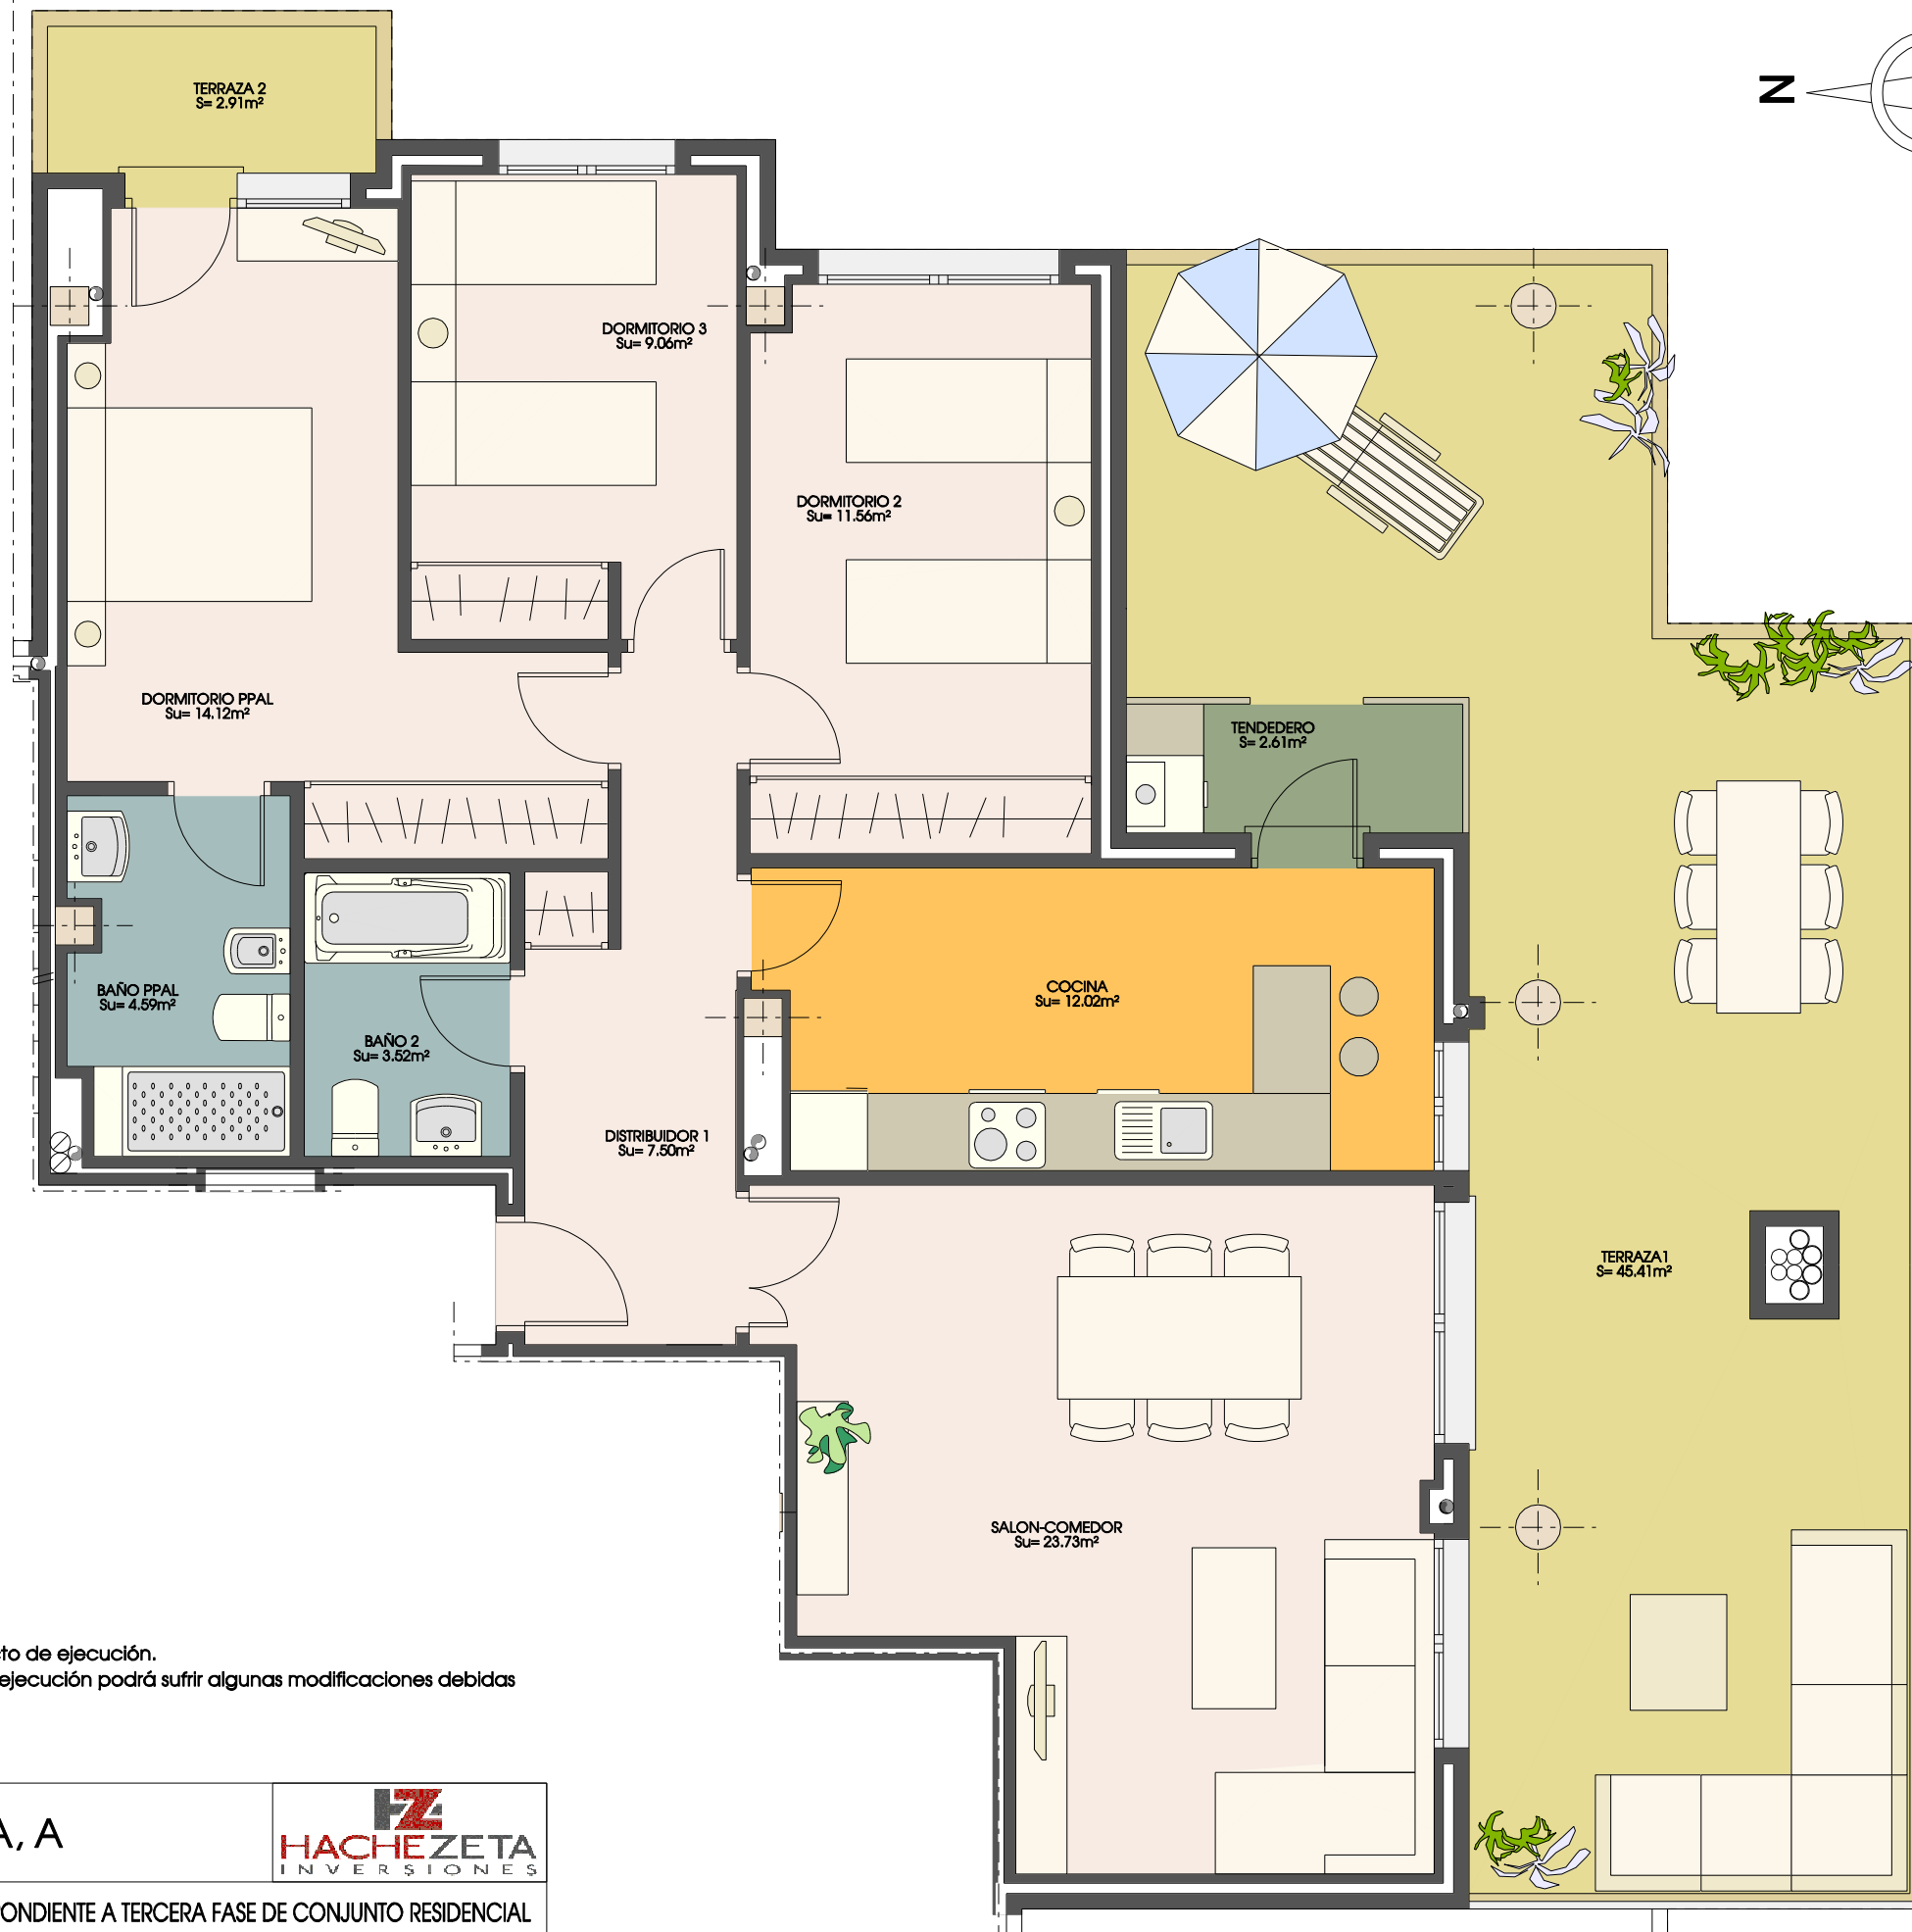 TERRAZA 2
S= 2.91m²
N
DORMITORIO 3
Su= 9.06m²
DORMITORIO 2
Su= 11.56m²
DORMITORIO PPAL
Su= 14.12m²
TENDEDERO
S= 2.61m²
BAÑO PPAL
Su= 4.59m²
COCINA
Su= 12.02m²
BAÑO 2
Su= 3.52m²
DISTRIBUIDOR 1
Su= 7.50m²
TERRAZA1
S= 45.41m²
SALON-COMEDOR
Su= 23.73m²
to de ejecución.
ejecución podrá sufrir algunas modificaciones debidas
A, A
HZ
HACHEZETA
INVERSIONES
ONDIENTE A TERCERA FASE DE CONJUNTO RESIDENCIAL